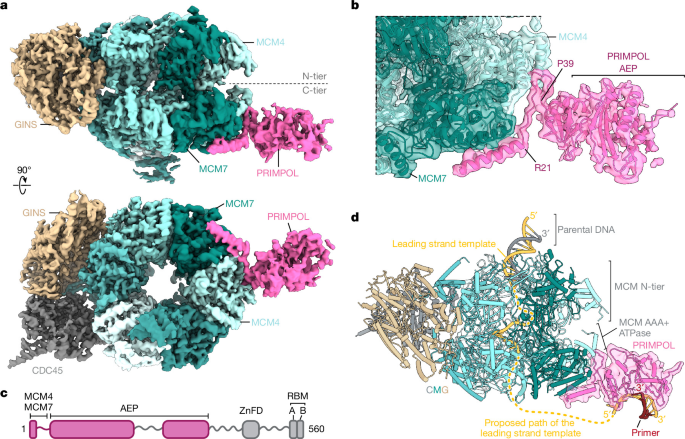 a
MCM4
N-tier
C-tier
GINS
MCM7
PRIMPOL
90°
GINS
MCM7
PRIMPOL
MCM4
CDC45
b
MCM4
P39
PRIMPOL
AEP
MCM7
R21
c
MCM4
MCM7
AEP
ZnFD
RBM
A B
1
560
d
5′
3′
Parental DNA
Leading strand template
MCM N-tier
MCM AAA+
ATPase
PRIMPOL
CMG
3′
5′
Proposed path of the
leading strand template
Primer